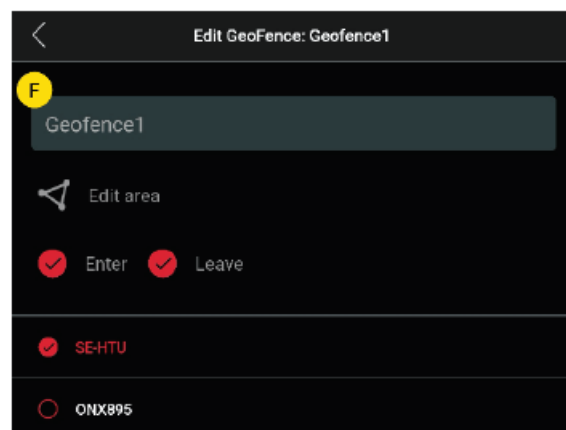 Edit GeoFence: Geofence1
F
Geofence1
Edit area
Enter Leave
SE-HTU
ONX895